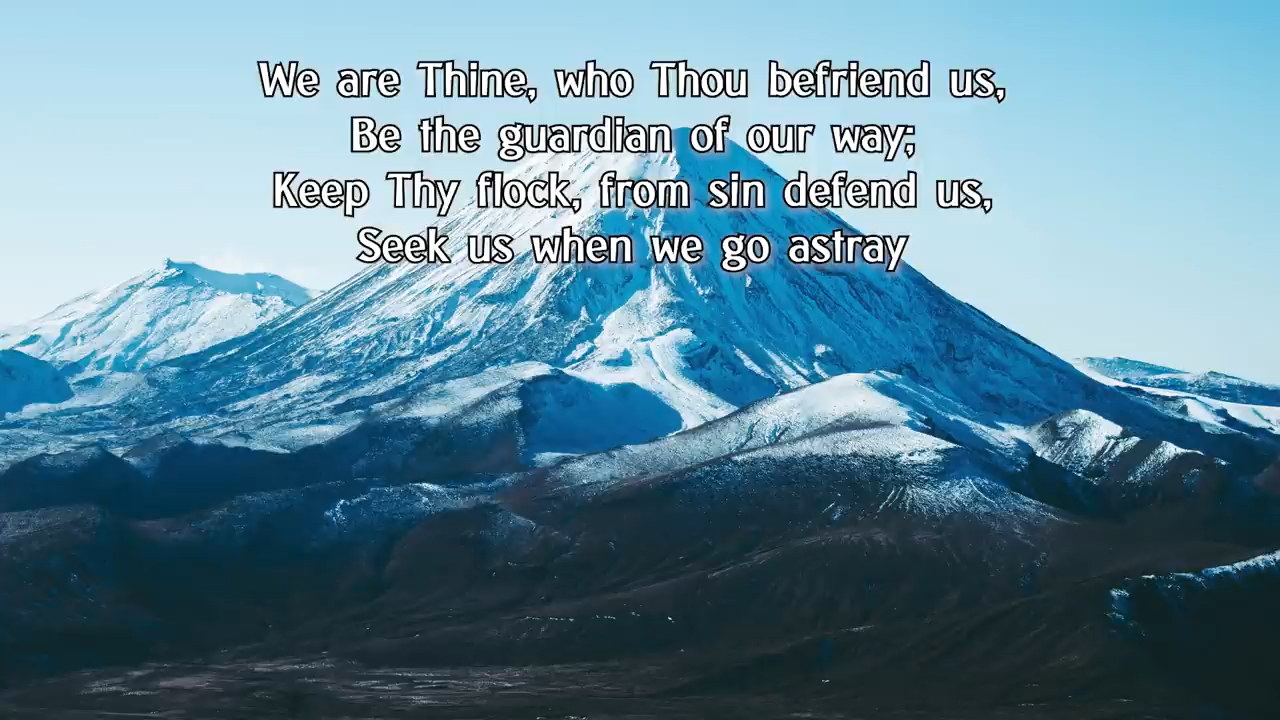 We are Thine, who Thou befriend us,
Be the guardian of our way;
Keep Thy flock, from sin defend us,
Seek us when we go astray